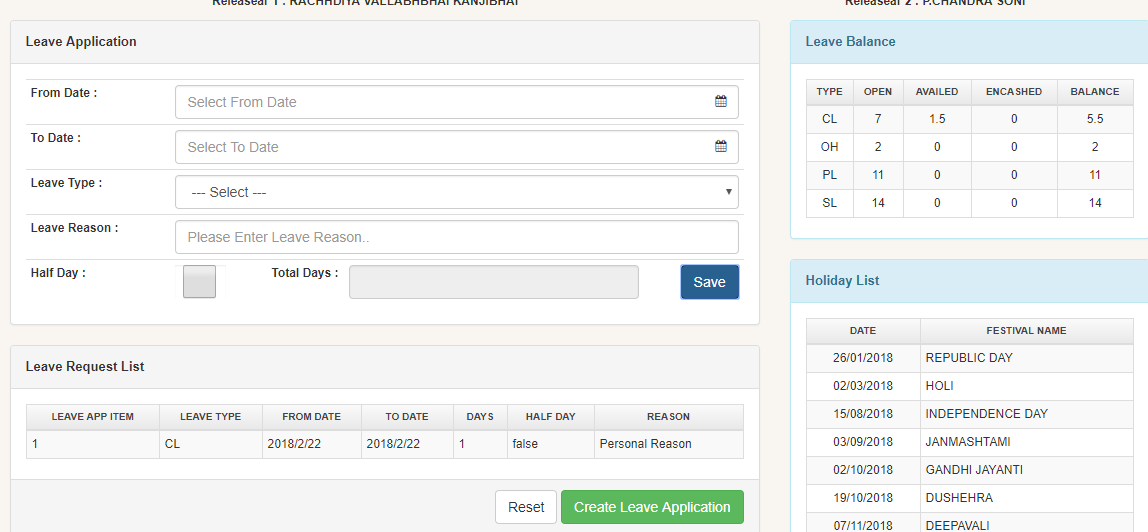 Releasear 1 : RACHHDIYA VALLABHBHAI KANJIBHAI
Releasear 2 : P.CHANDRA SONI
Leave Application
From Date :
Select From Date
To Date :
Select To Date
Leave Type :
--- Select ---
Leave Reason :
Please Enter Leave Reason..
Half Day :
Total Days :
Save
Leave Request List
LEAVE APP ITEM LEAVE TYPE FROM DATE TO DATE DAYS HALF DAY REASON
1 CL 2018/2/22 2018/2/22 1 false Personal Reason
Reset
Create Leave Application
Leave Balance
TYPE OPEN AVAILED ENCASHED BALANCE
CL 7 1.5 0 5.5
OH 2 0 0 2
PL 11 0 0 11
SL 14 0 0 14
Holiday List
DATE FESTIVAL NAME
26/01/2018 REPUBLIC DAY
02/03/2018 HOLI
15/08/2018 INDEPENDENCE DAY
03/09/2018 JANMASHTAMI
02/10/2018 GANDHI JAYANTI
19/10/2018 DUSHEHRA
07/11/2018 DEEPAVALI